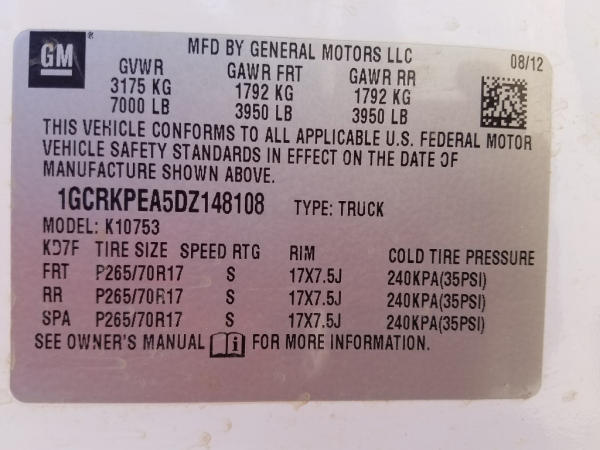 GM ®
MFD BY GENERAL MOTORS LLC
08/12
GVWR GAWR FRT GAWR RR
3175 KG 1792 KG 1792 KG
7000 LB 3950 LB 3950 LB
THIS VEHICLE CONFORMS TO ALL APPLICABLE U.S. FEDERAL MOTOR
VEHICLE SAFETY STANDARDS IN EFFECT ON THE DATE OF
MANUFACTURE SHOWN ABOVE.
1GCRKPEA5DZ148108 TYPE: TRUCK
MODEL: K10753
K07F TIRE SIZE SPEED RTG RIM COLD TIRE PRESSURE
FRT P265/70R17 S 17X7.5J 240KPA(35PSI)
RR P265/70R17 S 17X7.5J 240KPA(35PSI)
SPA P265/70R17 S 17X7.5J 240KPA(35PSI)
SEE OWNER'S MANUAL i FOR MORE INFORMATION.